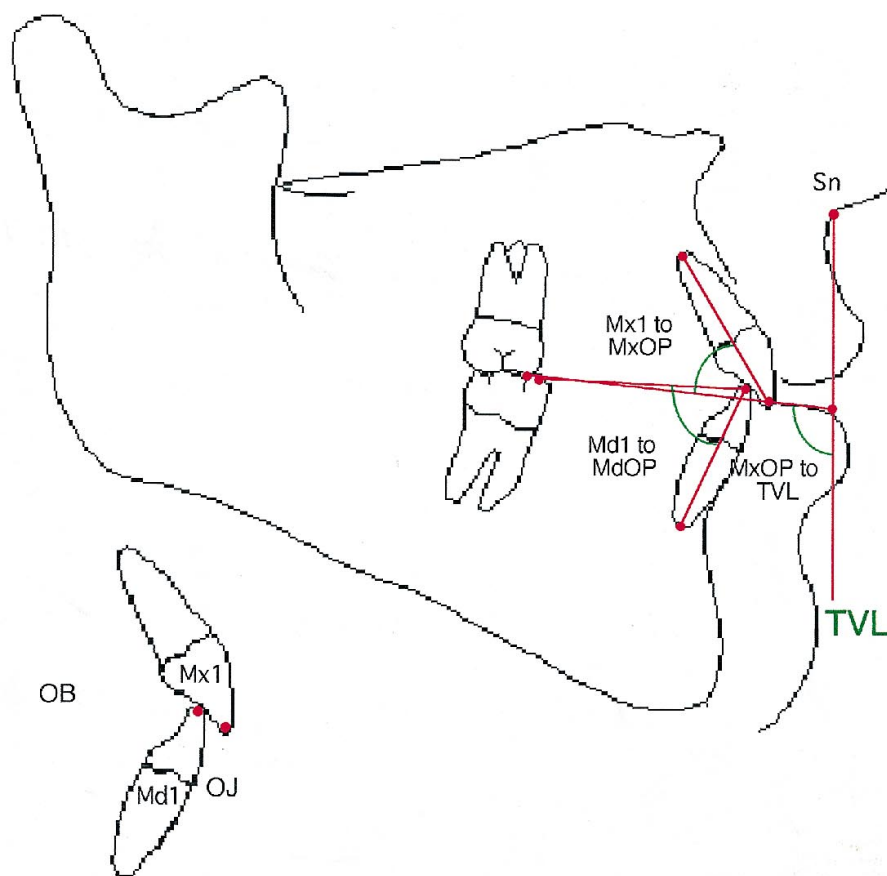 Sn
Mx1 to
MxOP
Md1 to
MdOP
MxOP to
TVL
TVL
Mx1
OB
OJ
Md1